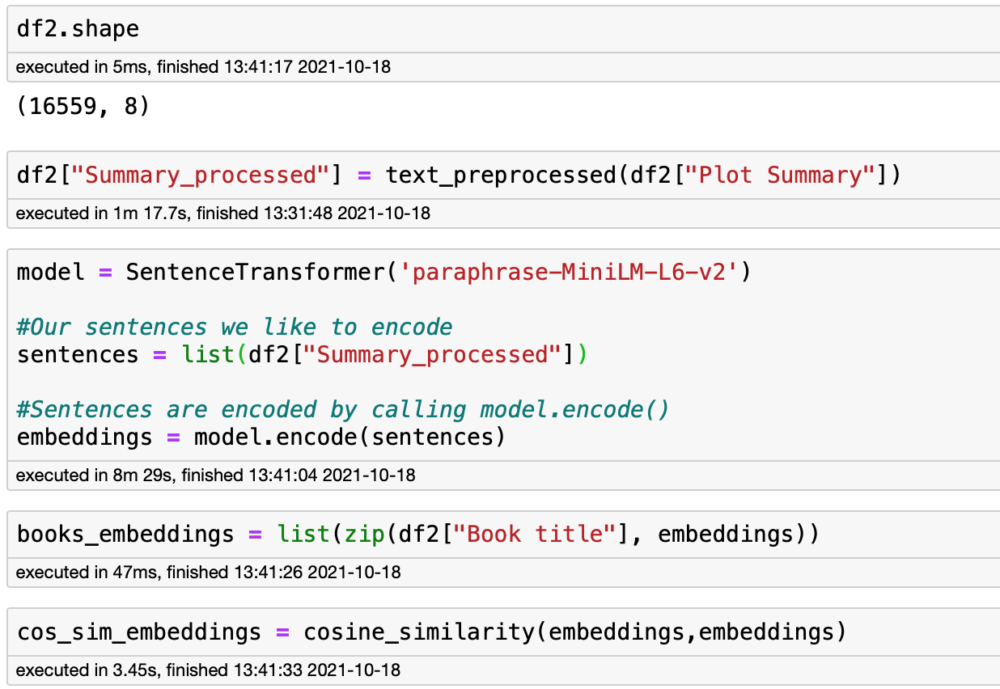 df2.shape
executed in 5ms, finished 13:41:17 2021-10-18
(16559, 8)
df2["Summary_processed"] = text_preprocessed(df2["Plot Summary"])
executed in 1m 17.7s, finished 13:31:48 2021-10-18
model = SentenceTransformer('paraphrase-MiniLM-L6-v2')
#Our sentences we like to encode
sentences = list(df2["Summary_processed"])
#Sentences are encoded by calling model.encode()
embeddings = model.encode(sentences)
executed in 8m 29s, finished 13:41:04 2021-10-18
books_embeddings = list(zip(df2["Book title"], embeddings))
executed in 47ms, finished 13:41:26 2021-10-18
cos_sim_embeddings = cosine_similarity(embeddings,embeddings)
executed in 3.45s, finished 13:41:33 2021-10-18